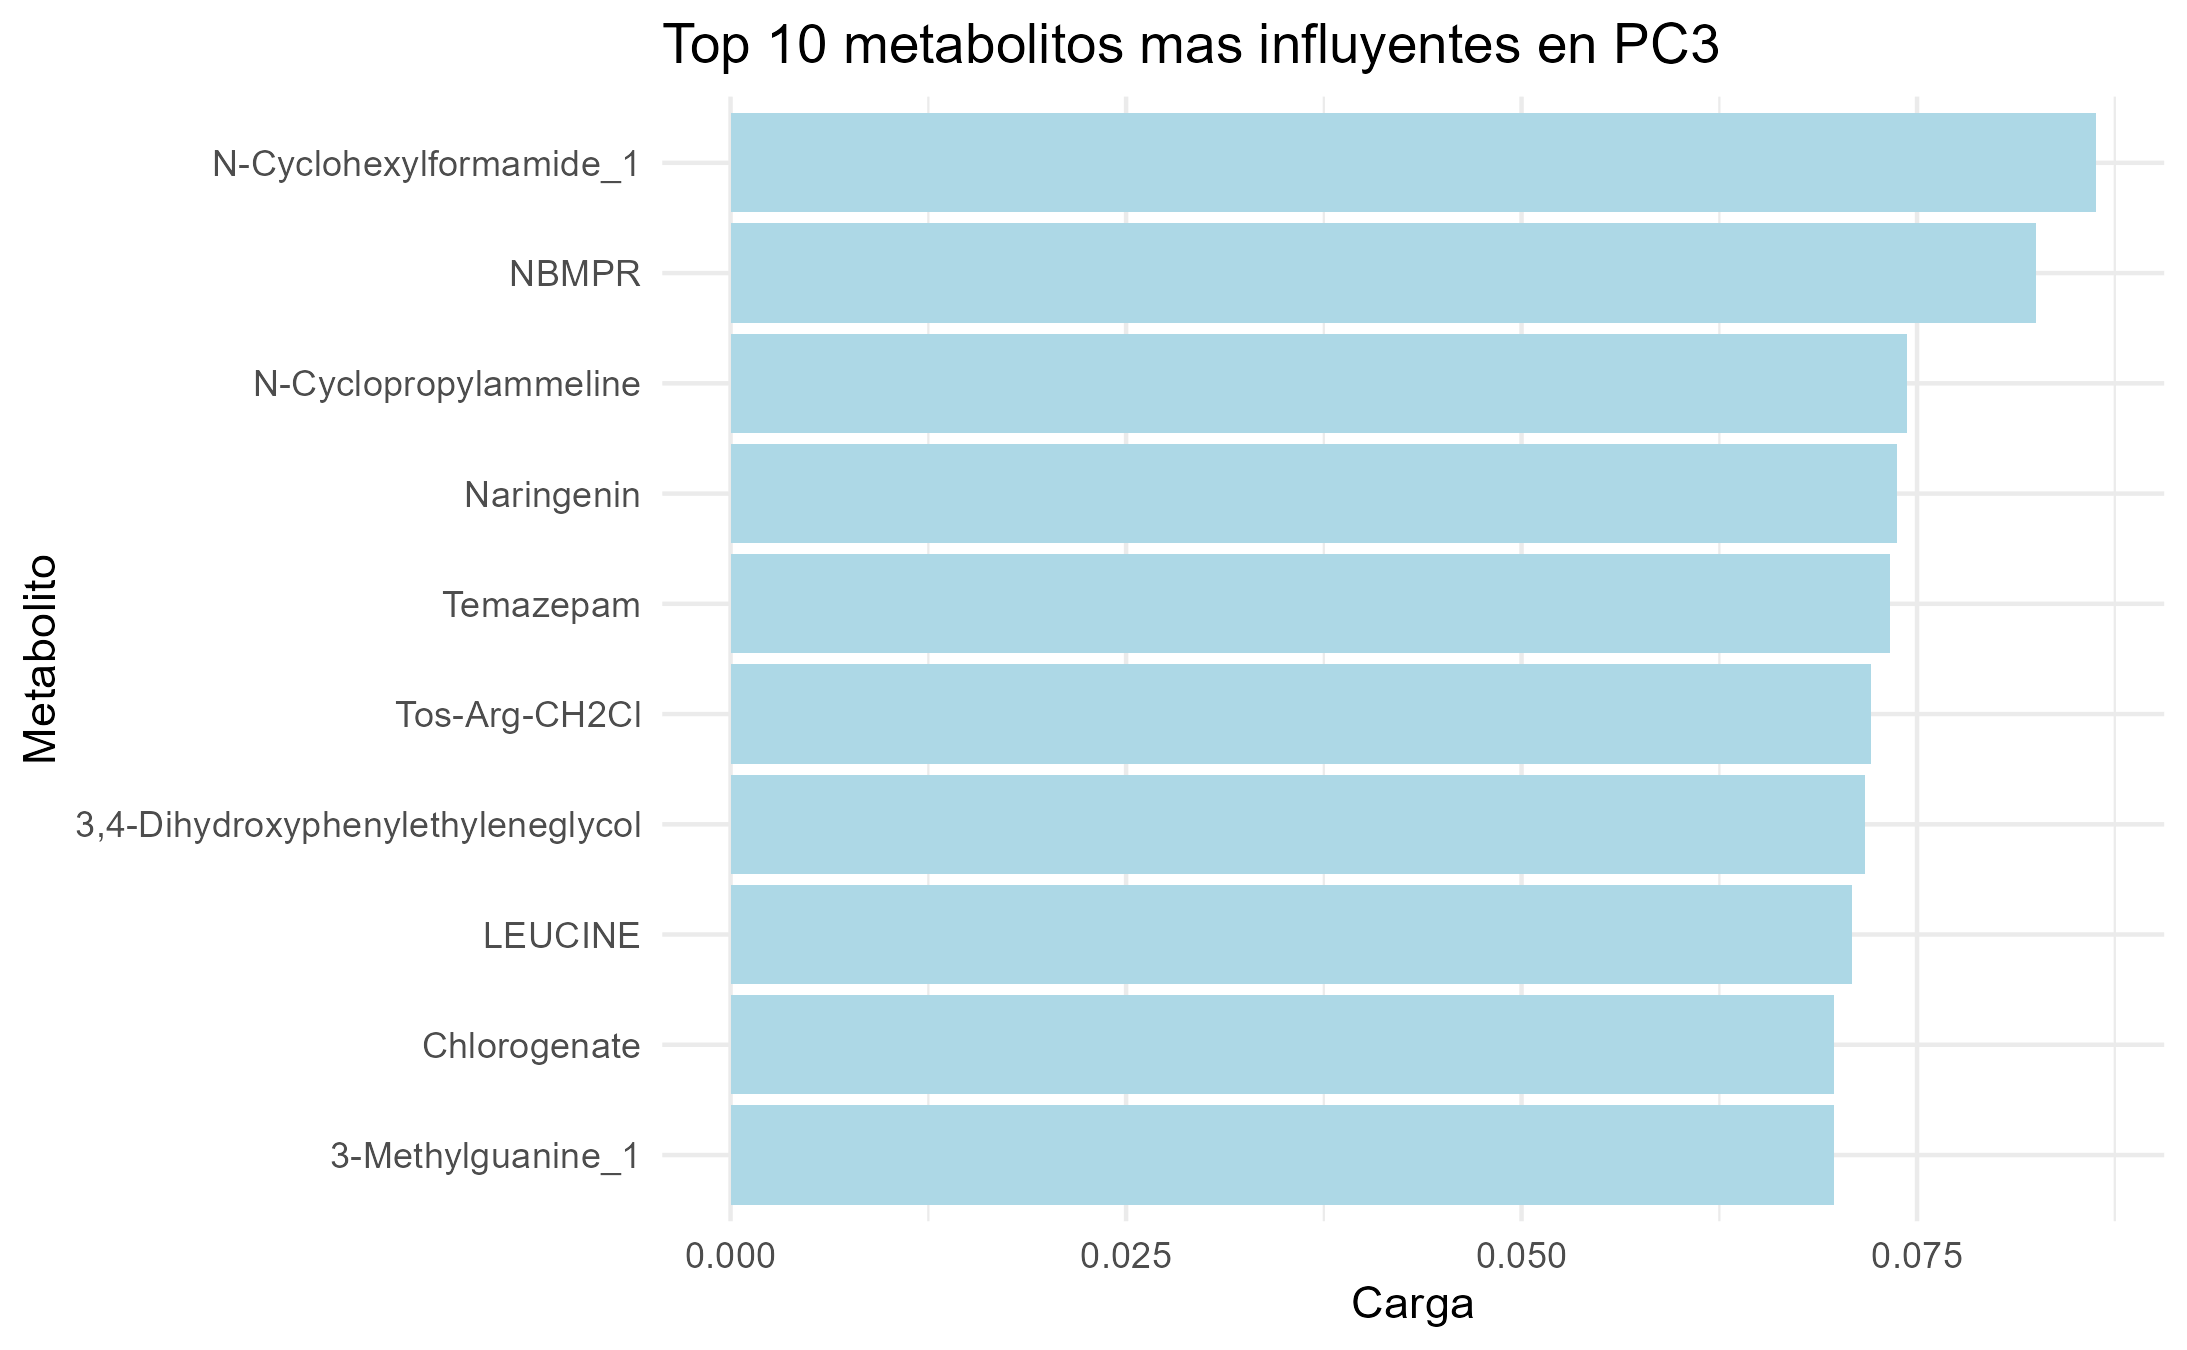 Top 10 metabolitos mas influyentes en PC3
Metabolito
N-Cyclohexylformamide_1
NBMPR
N-Cyclopropylammeline
Naringenin
Temazepam
Tos-Arg-CH2Cl
3,4-Dihydroxyphenylethyleneglycol
LEUCINE
Chlorogenate
3-Methylguanine_1
0.000 0.025 0.050 0.075
Carga